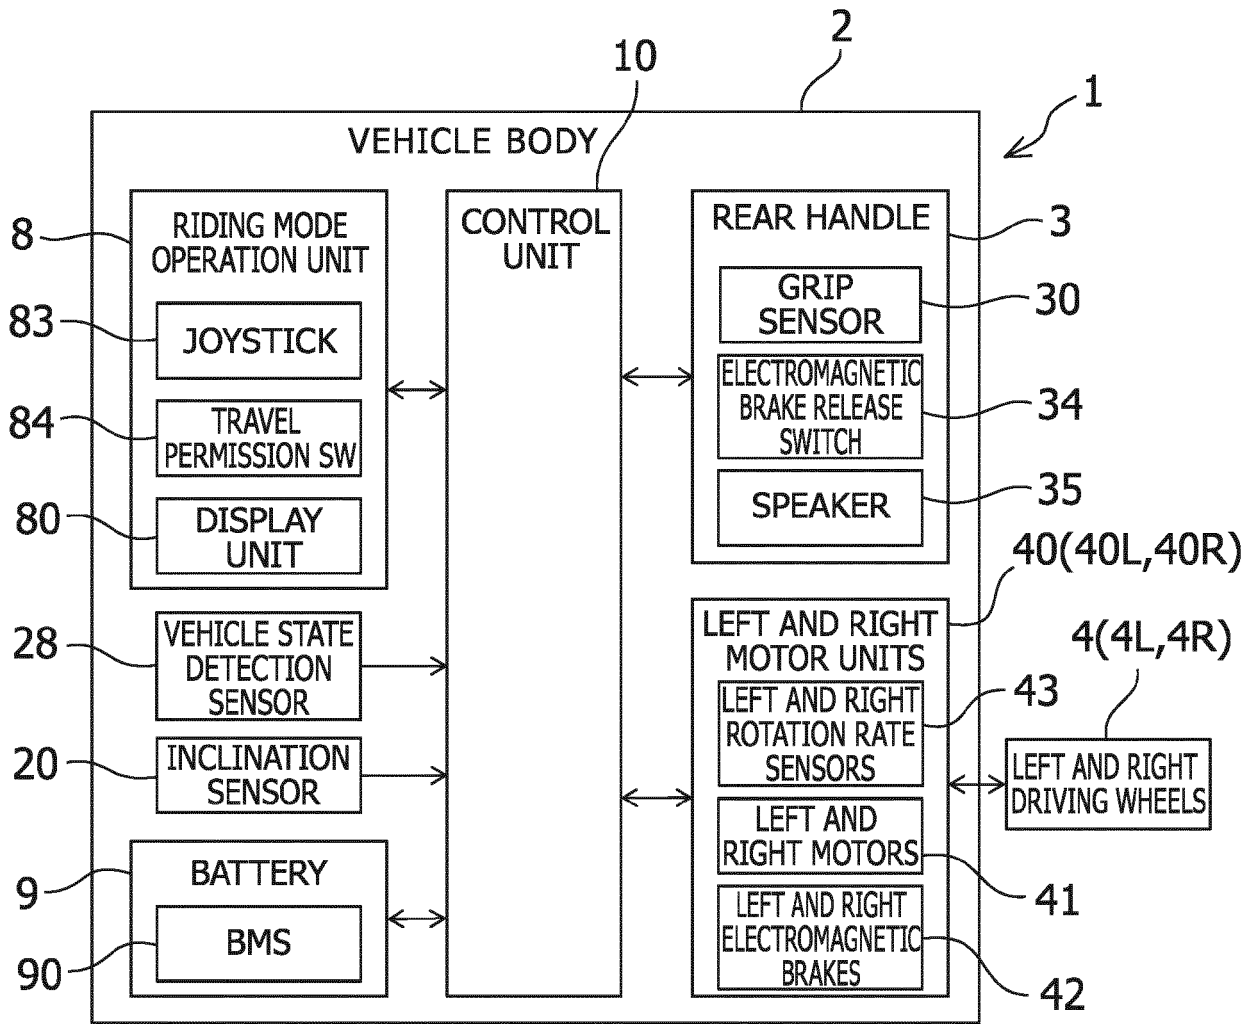 2
10
1
VEHICLE BODY
8
RIDING MODE
OPERATION UNIT
83
JOYSTICK
84
TRAVEL
PERMISSION SW
80
DISPLAY
UNIT
28
VEHICLE STATE
DETECTION
SENSOR
20
INCLINATION
SENSOR
9
BATTERY
90
BMS
CONTROL
UNIT
REAR HANDLE
3
GRIP
SENSOR
30
ELECTROMAGNETIC
BRAKE RELEASE
SWITCH
34
SPEAKER
35
40(40L,40R)
LEFT AND RIGHT
MOTOR UNITS
4(4L,4R)
LEFT AND RIGHT
ROTATION RATE
SENSORS
43
LEFT AND RIGHT
DRIVING WHEELS
LEFT AND
RIGHT MOTORS
41
LEFT AND RIGHT
ELECTROMAGNETIC
BRAKES
42